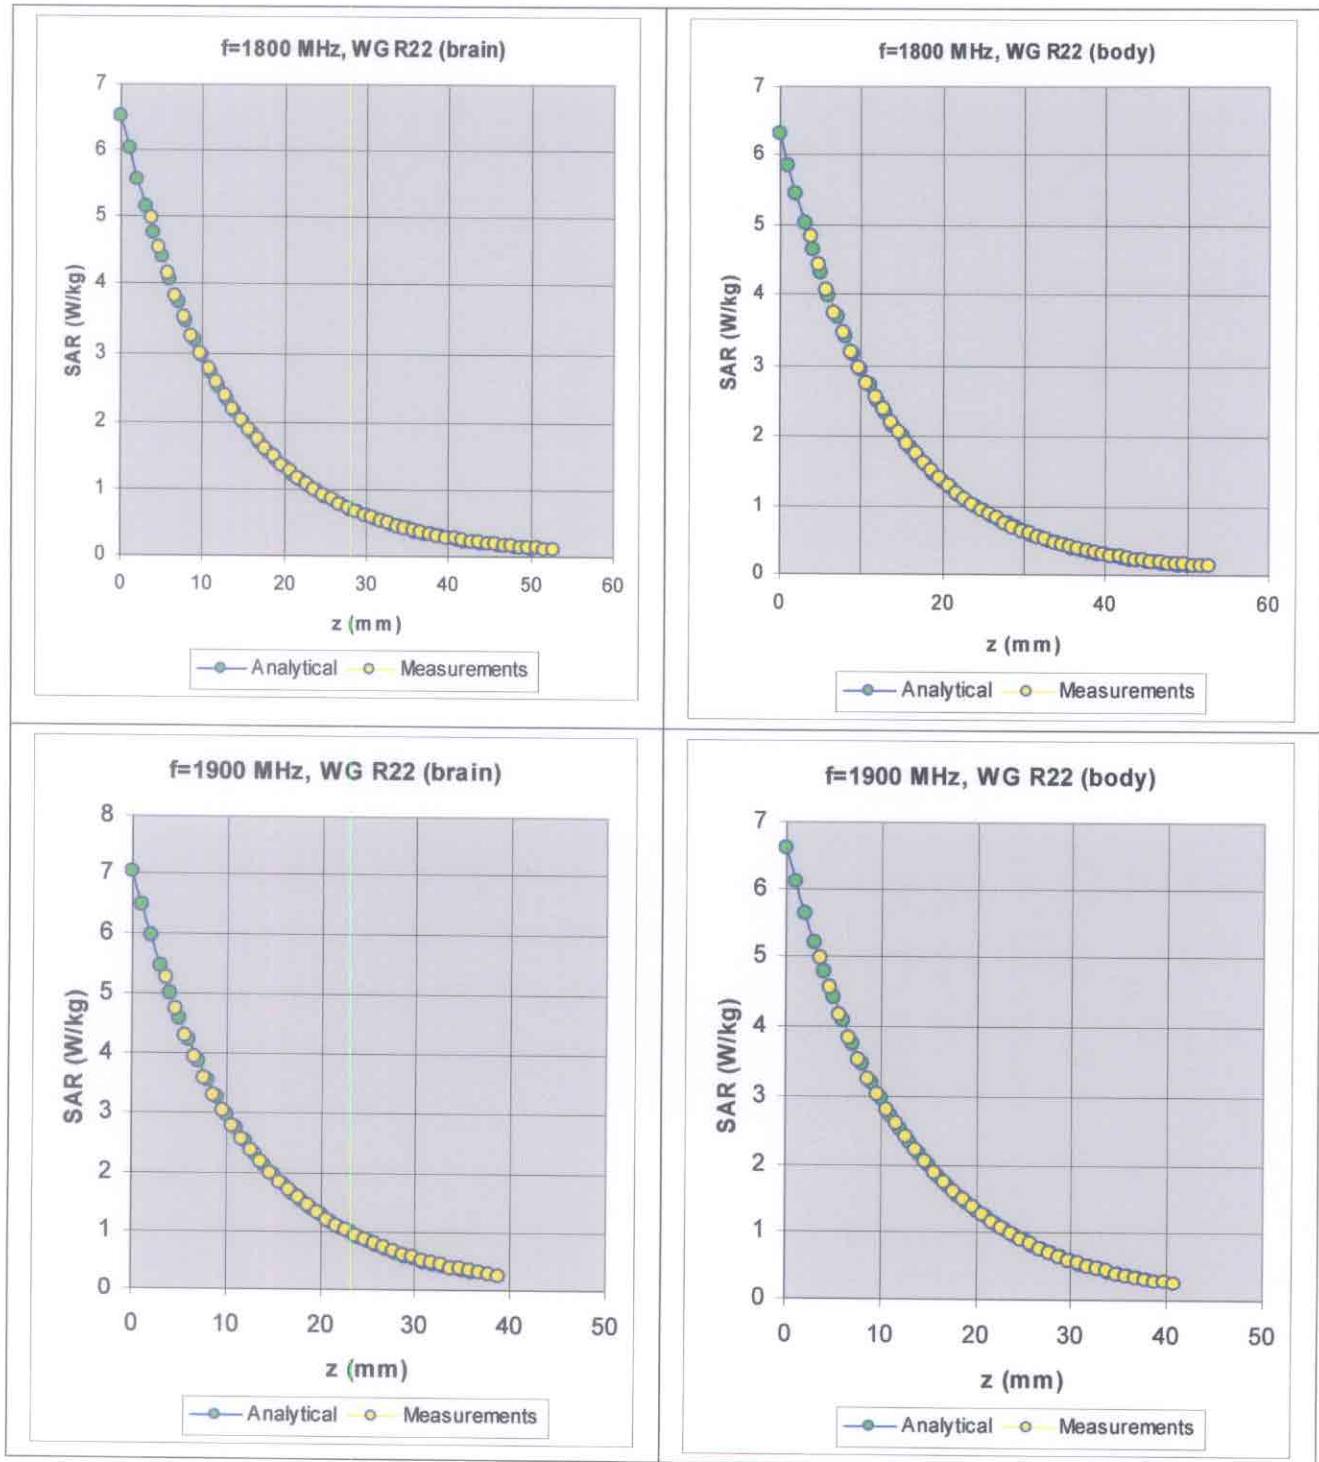 f=1800 MHz, WG R22 (brain)
7
6
5
4
3
2
1
0
SAR (W/kg)
0 10 20 30 40 50 60
z (mm)
Analytical Measurements
f=1800 MHz, WG R22 (body)
7
6
5
4
3
2
1
0
SAR (W/kg)
0 20 40 60
z (mm)
Analytical Measurements
f=1900 MHz, WG R22 (brain)
8
7
6
5
4
3
2
1
0
SAR (W/kg)
0 10 20 30 40 50
z (mm)
Analytical Measurements
f=1900 MHz, WG R22 (body)
7
6
5
4
3
2
1
0
SAR (W/kg)
0 10 20 30 40 50
z (mm)
Analytical Measurements